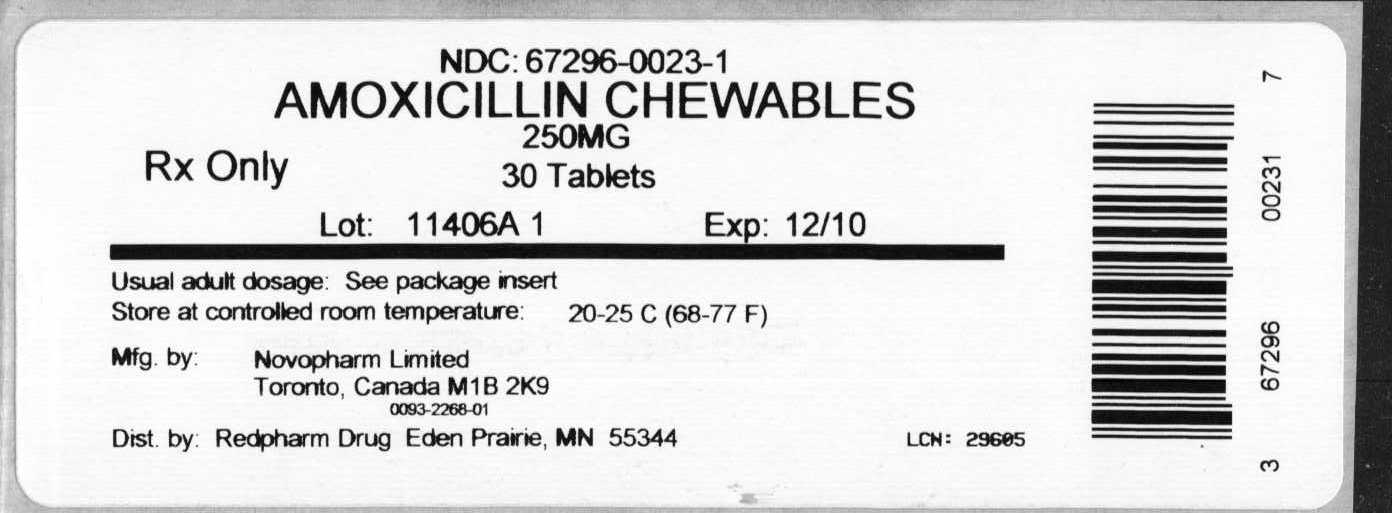 NDC: 67296-0023-1
AMOXICILLIN CHEWABLES
250MG
Rx Only
30 Tablets
Lot: 11406A 1 Exp: 12/10
Usual adult dosage: See package insert
Store at controlled room temperature: 20-25 C (68-77 F)
Mfg. by: Novopharm Limited
Toronto, Canada M1B 2K9
0093-2268-01
Dist. by: Redpharm Drug Eden Prairie, MN 55344
LCN: 29605
3 67296 00231 7